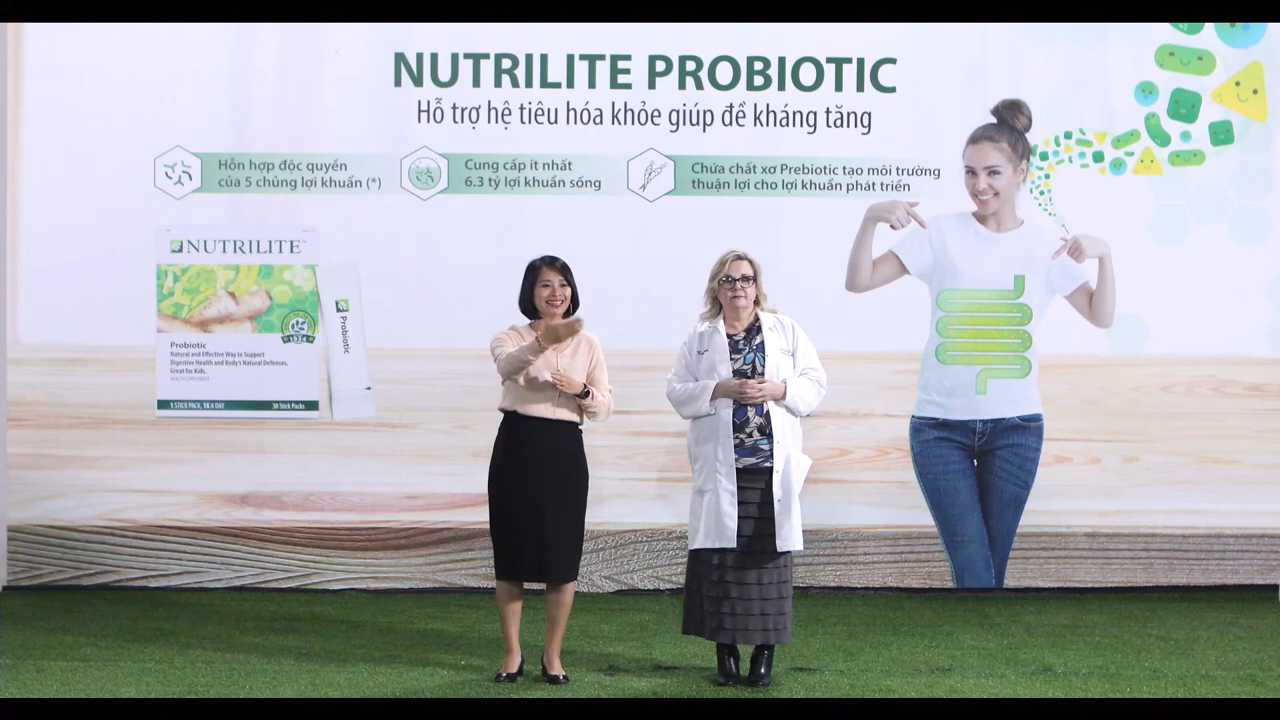 NUTRILITE PROBIOTIC
Hỗ trợ hệ tiêu hóa khỏe giúp đề kháng tăng
Hỗn hợp độc quyền
của 5 chủng lợi khuẩn (*)
Cung cấp ít nhất
6.3 tỷ lợi khuẩn sống
Chứa chất xơ Prebiotic tạo môi trường
thuận lợi cho lợi khuẩn phát triển
NUTRILITE™
Probiotic
Natural and Effective Way to Support
Digestive Health and Body's Natural Defenses.
Great for Kids.
HEALTH SUPPLEMENT
1 STICK PACK, 1X A DAY
30 Stick Packs
Probiotic